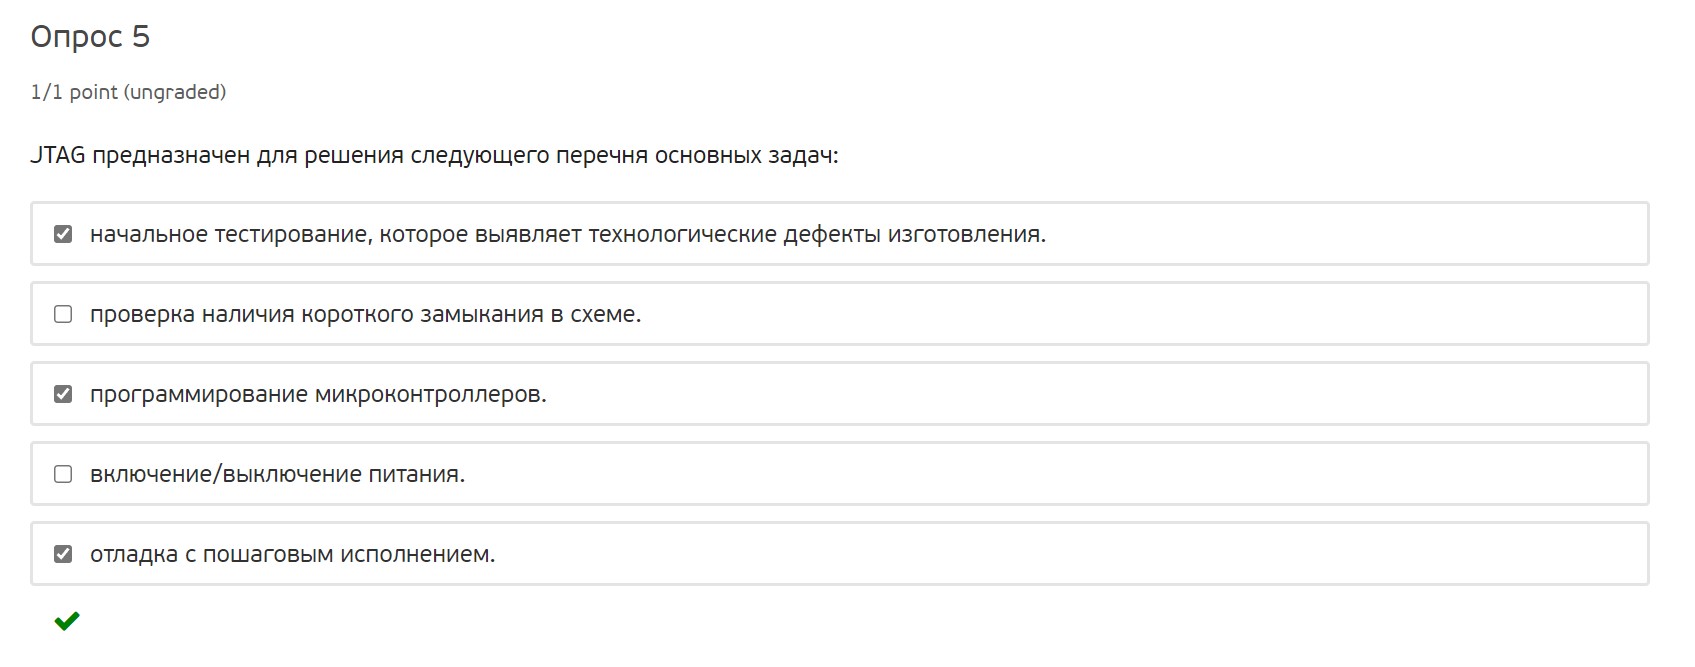 Опрос 5
1/1 point (ungraded)
JTAG предназначен для решения следующего перечня основных задач:
начальное тестирование, которое выявляет технологические дефекты изготовления.
проверка наличия короткого замыкания в схеме.
программирование микроконтроллеров.
включение/выключение питания.
отладка с пошаговым исполнением.